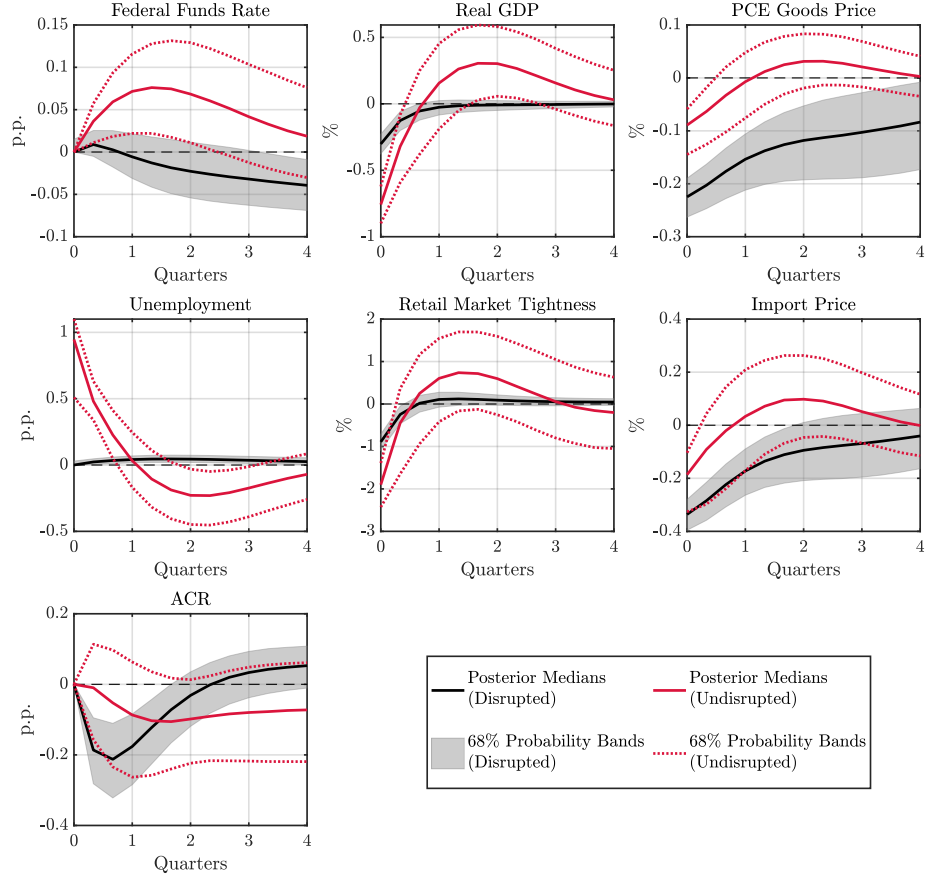 Federal Funds Rate
0.15
0.1
0.05
0
-0.05
-0.1
p.p.
0 1 2 3 4
Quarters
Real GDP
0.5
0
-0.5
-1
%
0 1 2 3 4
Quarters
PCE Goods Price
0.1
0
-0.1
-0.2
-0.3
%
0 1 2 3 4
Quarters
Unemployment
1
0.5
0
-0.5
p.p.
0 1 2 3 4
Quarters
Retail Market Tightness
2
1
0
-1
-2
-3
%
0 1 2 3 4
Quarters
Import Price
0.4
0.2
0
-0.2
-0.4
%
0 1 2 3 4
Quarters
ACR
0.2
0
-0.2
-0.4
p.p.
0 1 2 3 4
Quarters
Posterior Medians
(Disrupted)
Posterior Medians
(Undisrupted)
68% Probability Bands
(Disrupted)
68% Probability Bands
(Undisrupted)